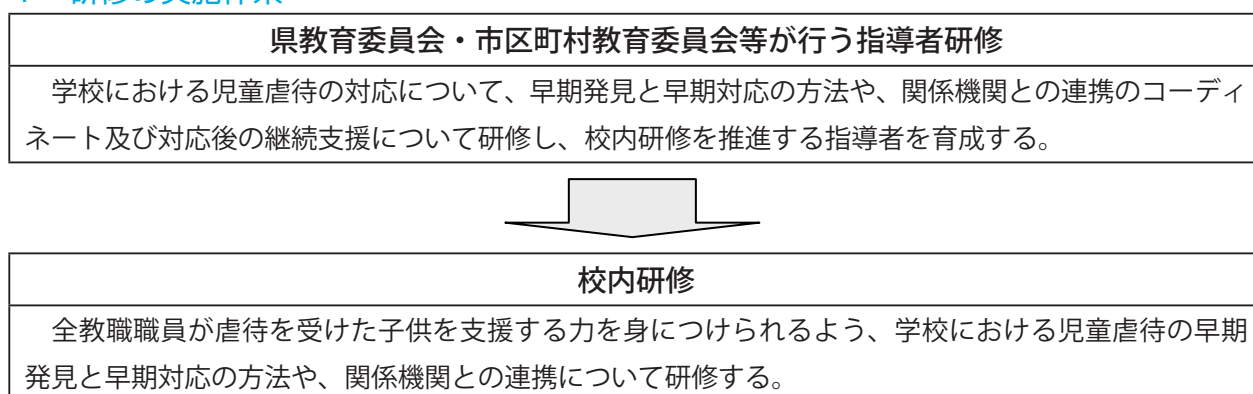 県教育委員会・市区町村教育委員会等が行う指導者研修
学校における児童虐待の対応について、早期発見と早期対応の方法や、関係機関との連携のコーディ
ネート及び対応後の継続支援について研修し、校内研修を推進する指導者を育成する。
校内研修
全教職職員が虐待を受けた子供を支援する力を身につけられるよう、学校における児童虐待の早期
発見と早期対応の方法や、関係機関との連携について研修する。